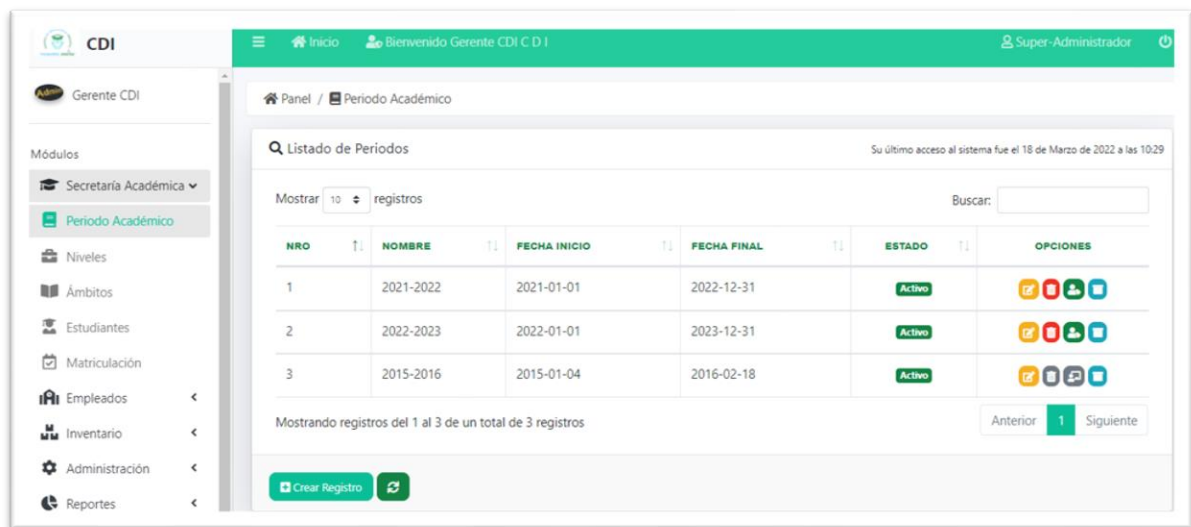 CDI
Inicio Bienvenido Gerente CDI C D I Super-Administrador
Admin Gerente CDI
Panel / Periodo Académico
Módulos
Secretaría Académica
Periodo Académico
Niveles
Ámbitos
Estudiantes
Matriculación
Empleados
Inventario
Administración
Reportes
Listado de Periodos Su último acceso al sistema fue el 18 de Marzo de 2022 a las 10:29
Mostrar 10 registros Buscar:
NRO NOMBRE FECHA INICIO FECHA FINAL ESTADO OPCIONES
1 2021-2022 2021-01-01 2022-12-31 Activo
2 2022-2023 2022-01-01 2023-12-31 Activo
3 2015-2016 2015-01-04 2016-02-18 Activo
Mostrando registros del 1 al 3 de un total de 3 registros Anterior 1 Siguiente
Crear Registro